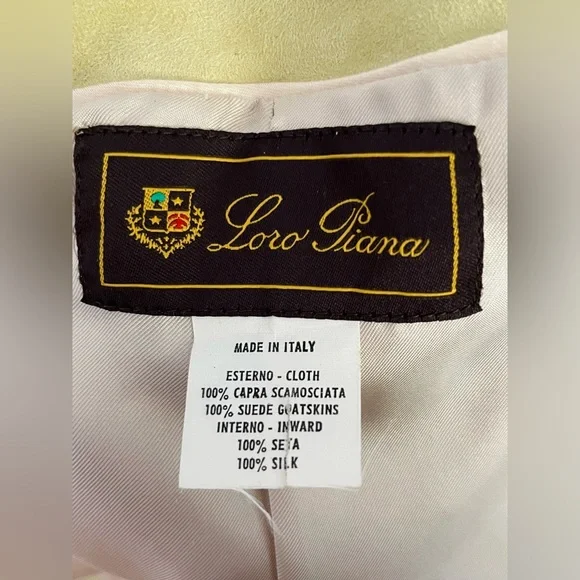 Loro Piana
MADE IN ITALY
ESTERNO - CLOTH
100% CAPRA SCAMOSCIATA
100% SUEDE GOATSKINS
INTERNO - INWARD
100% SETA
100% SILK